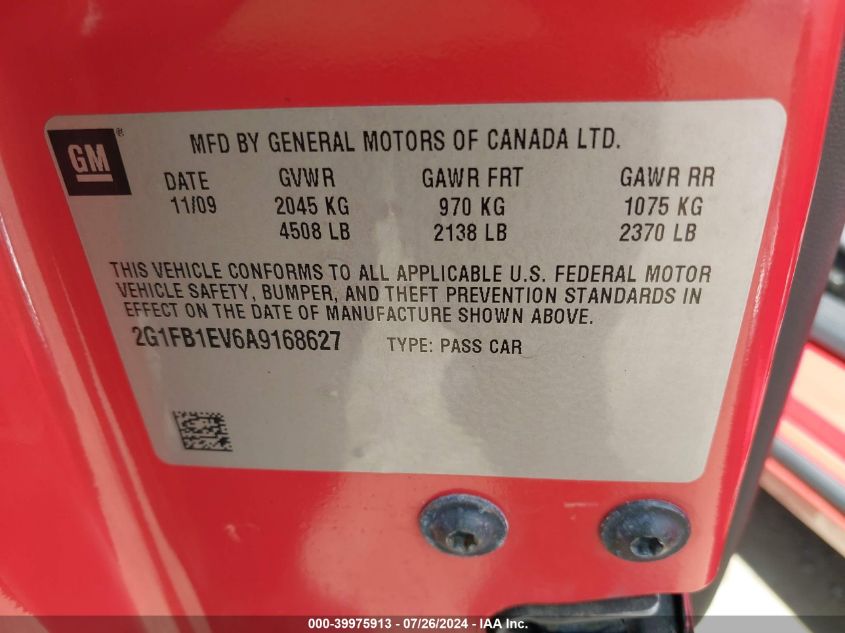 MFD BY GENERAL MOTORS OF CANADA LTD.
GM®
DATE GVWR GAWR FRT GAWR RR
11/09 2045 KG 970 KG 1075 KG
4508 LB 2138 LB 2370 LB
THIS VEHICLE CONFORMS TO ALL APPLICABLE U.S. FEDERAL MOTOR
VEHICLE SAFETY, BUMPER, AND THEFT PREVENTION STANDARDS IN
EFFECT ON THE DATE OF MANUFACTURE SHOWN ABOVE.
2G1FB1EV6A9168627 TYPE: PASS CAR
000-39975913 - 07/26/2024 - IAA Inc.